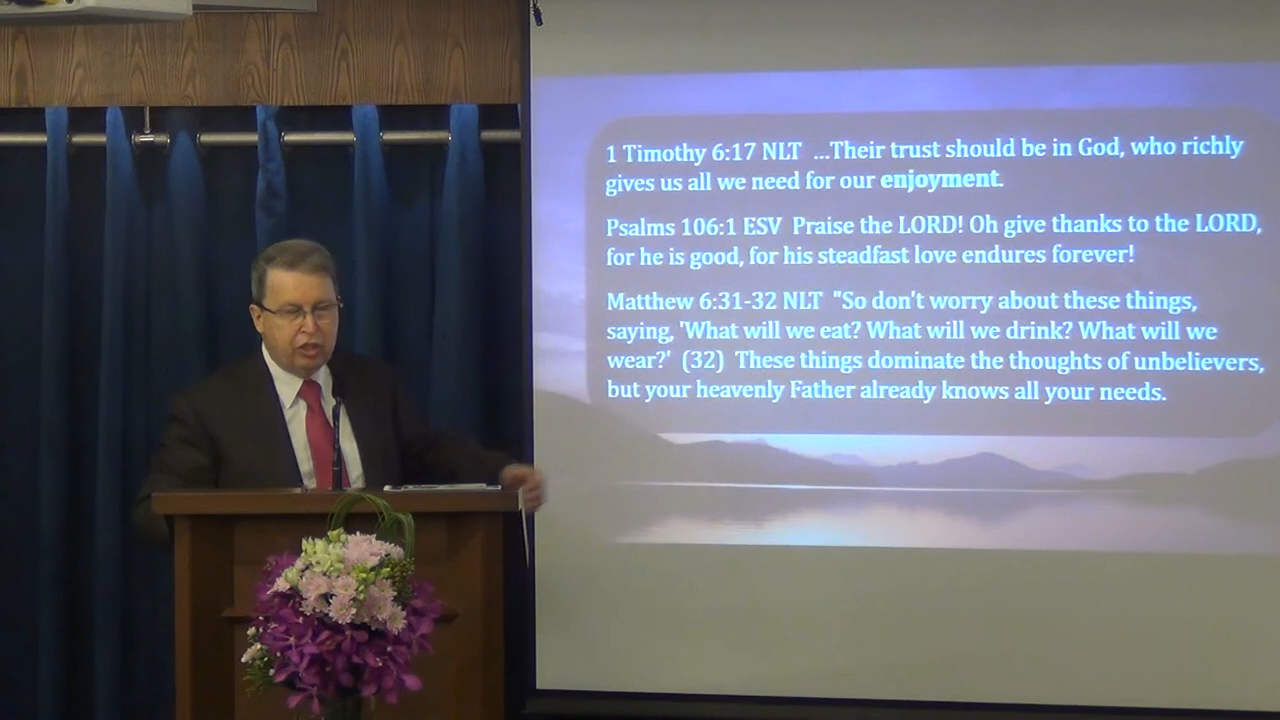 1 Timothy 6:17 NLT  ...Their trust should be in God, who richly
gives us all we need for our enjoyment.
Psalms 106:1 ESV  Praise the LORD! Oh give thanks to the LORD,
for he is good, for his steadfast love endures forever!
Matthew 6:31-32 NLT  "So don't worry about these things,
saying, 'What will we eat? What will we drink? What will we
wear?'  (32)  These things dominate the thoughts of unbelievers,
but your heavenly Father already knows all your needs.